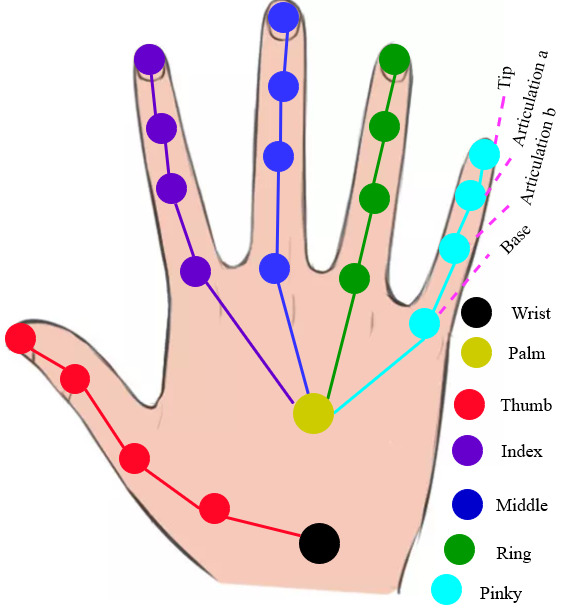 Tip
Articulation a
Articulation b
Base
Wrist
Palm
Thumb
Index
Middle
Ring
Pinky